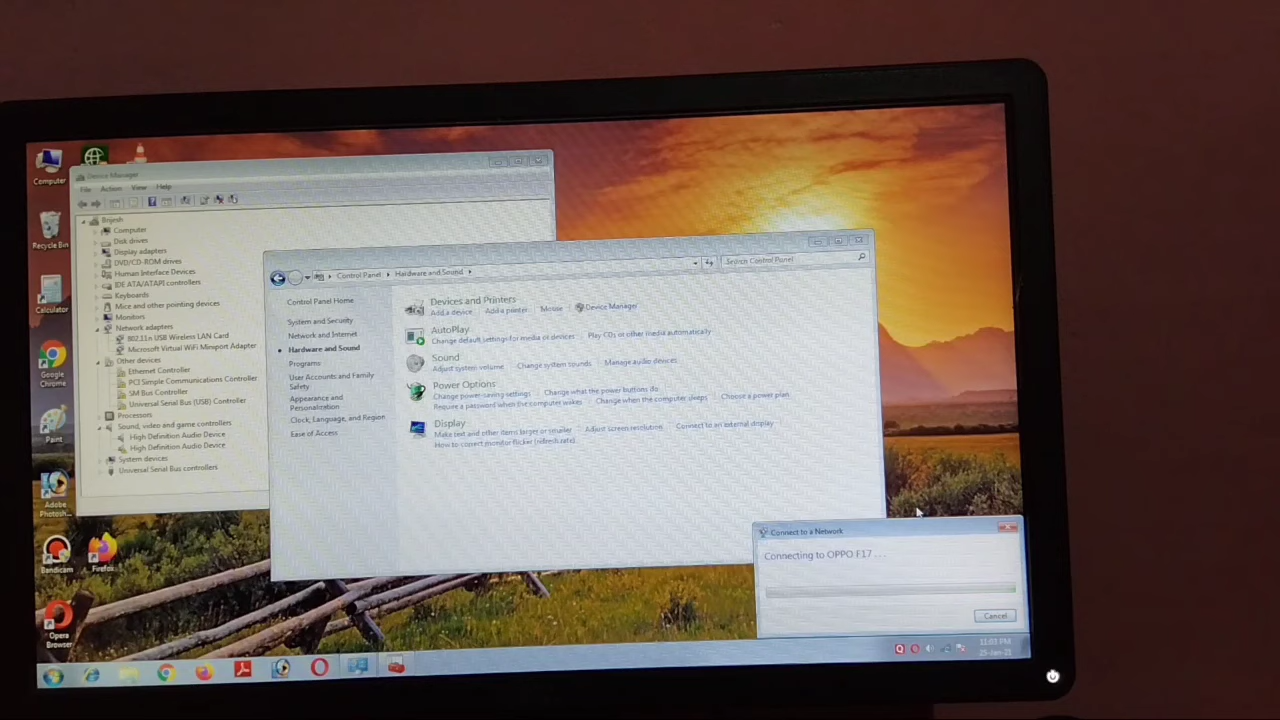 Computer
Recycle Bin
Calculator
Google
Chrome
Paint
Adobe
Photosh...
Bandicam
Firefox
Opera
Browser
Device Manager
File Action View Help
Brijesh
Computer
Disk drives
Display adapters
DVD/CD-ROM drives
Human Interface Devices
IDE ATA/ATAPI controllers
Keyboards
Mice and other pointing devices
Monitors
Network adapters
802.11n USB Wireless LAN Card
Microsoft Virtual WiFi Miniport Adapter
Other devices
Ethernet Controller
PCI Simple Communications Controller
SM Bus Controller
Universal Serial Bus (USB) Controller
Processors
Sound, video and game controllers
High Definition Audio Device
High Definition Audio Device
System devices
Universal Serial Bus controllers
Control Panel Hardware and Sound
Search Control Panel
Control Panel Home
System and Security
Network and Internet
Hardware and Sound
Programs
User Accounts and Family
Safety
Appearance and
Personalization
Clock, Language, and Region
Ease of Access
Devices and Printers
Add a device Add a printer Mouse Device Manager
AutoPlay
Change default settings for media or devices Play CDs or other media automatically
Sound
Adjust system volume Change system sounds Manage audio devices
Power Options
Change power-saving settings Change what the power buttons do
Require a password when the computer wakes Change when the computer sleeps Choose a power plan
Display
Make text and other items larger or smaller Adjust screen resolution Connect to an external display
How to correct monitor flicker (refresh rate)
Connect to a Network
Connecting to OPPO F17 . . .
Cancel
11:03 PM
25-Jan-21